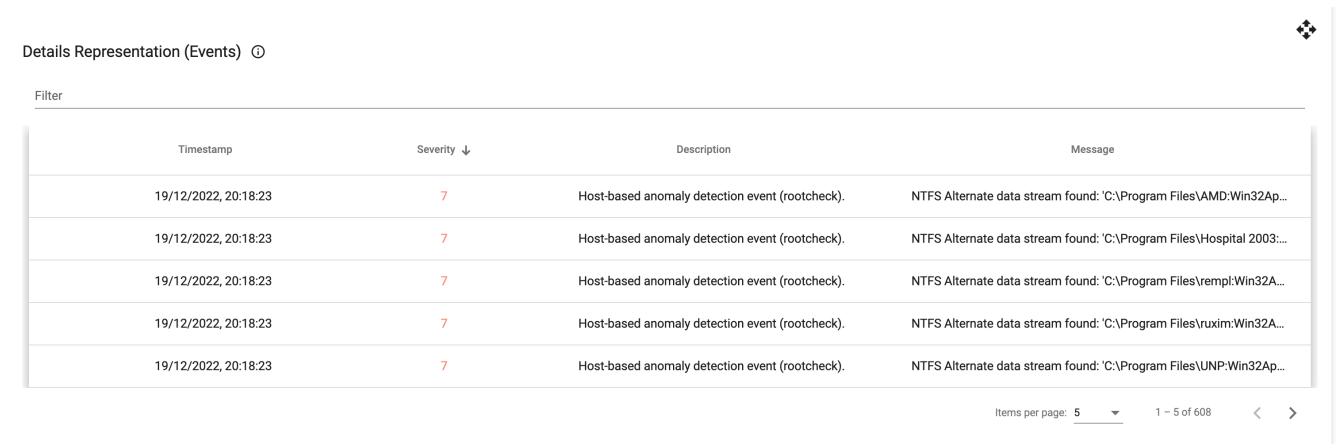 Details Representation (Events)
Filter
Timestamp Severity Description Message
19/12/2022, 20:18:23 7 Host-based anomaly detection event (rootcheck). NTFS Alternate data stream found: 'C:\Program Files\AMD:Win32Ap...
19/12/2022, 20:18:23 7 Host-based anomaly detection event (rootcheck). NTFS Alternate data stream found: 'C:\Program Files\Hospital 2003:...
19/12/2022, 20:18:23 7 Host-based anomaly detection event (rootcheck). NTFS Alternate data stream found: 'C:\Program Files\rempl:Win32A...
19/12/2022, 20:18:23 7 Host-based anomaly detection event (rootcheck). NTFS Alternate data stream found: 'C:\Program Files\ruxim:Win32A...
19/12/2022, 20:18:23 7 Host-based anomaly detection event (rootcheck). NTFS Alternate data stream found: 'C:\Program Files\UNP:Win32Ap...
Items per page: 5 1 – 5 of 608